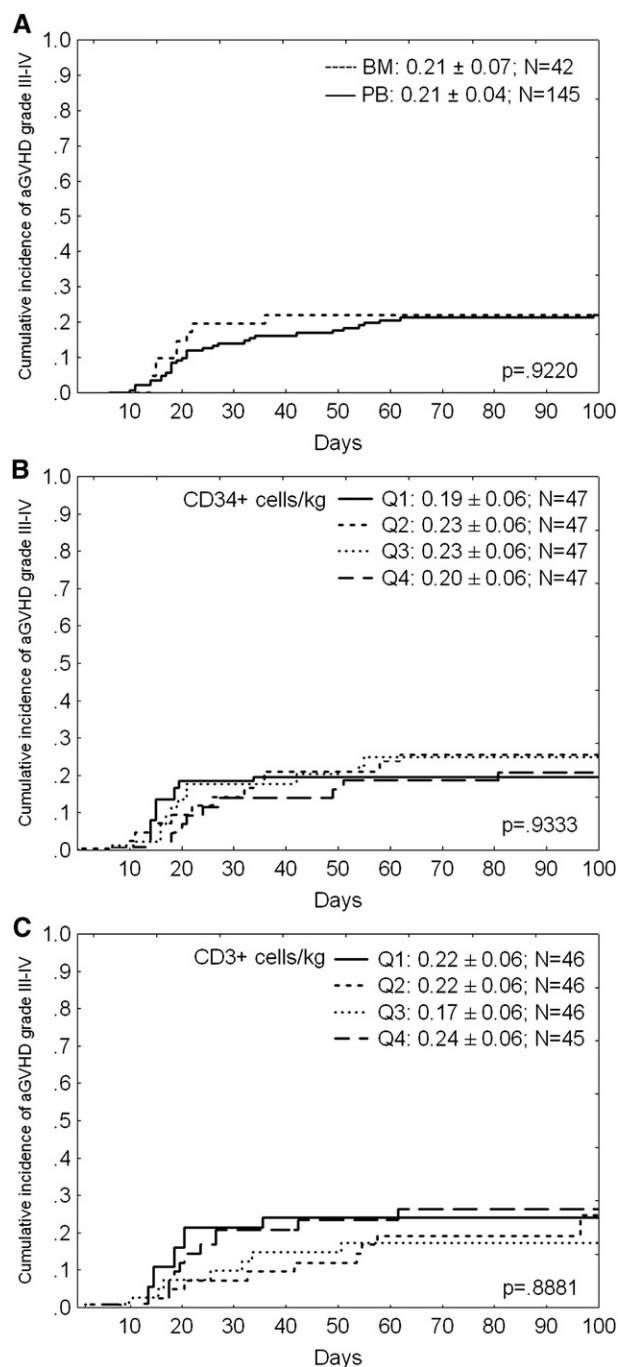 A
Cumulative incidence of aGVHD grade III-IV
1.0
.9
.8
.7
.6
.5
.4
.3
.2
.1
.0
BM: 0.21 ± 0.07; N=42
PB: 0.21 ± 0.04; N=145
p=.9220
10 20 30 40 50 60 70 80 90 100
Days
B
Cumulative incidence of aGVHD grade III-IV
1.0
.9
.8
.7
.6
.5
.4
.3
.2
.1
.0
CD34+ cells/kg
Q1: 0.19 ± 0.06; N=47
Q2: 0.23 ± 0.06; N=47
Q3: 0.23 ± 0.06; N=47
Q4: 0.20 ± 0.06; N=47
p=.9333
10 20 30 40 50 60 70 80 90 100
Days
C
Cumulative incidence of aGVHD grade III-IV
1.0
.9
.8
.7
.6
.5
.4
.3
.2
.1
.0
CD3+ cells/kg
Q1: 0.22 ± 0.06; N=46
Q2: 0.22 ± 0.06; N=46
Q3: 0.17 ± 0.06; N=46
Q4: 0.24 ± 0.06; N=45
p=.8881
10 20 30 40 50 60 70 80 90 100
Days